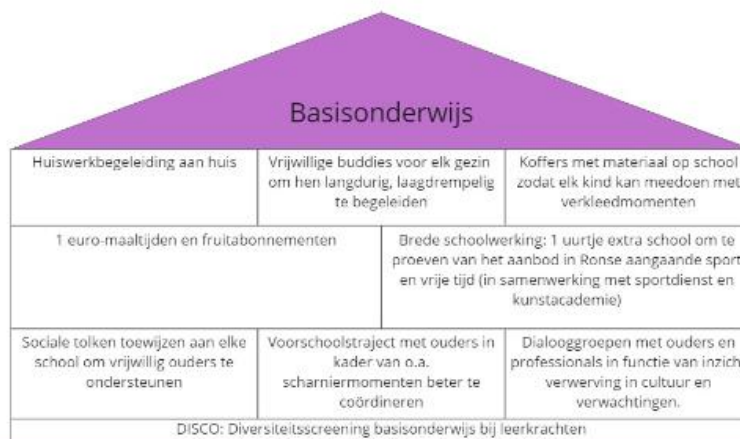 Basisonderwijs
Huiswerkbegeleiding aan huis
Vrijwillige buddies voor elk gezin
om hen langdurig, laagdrempelig
te begeleiden
Koffers met materiaal op school
zodat elk kind kan meedoen met
verkleedmomenten
1 euro-maaltijden en fruitabonnementen
Brede schoolwerking: 1 uurtje extra school om te
proeven van het aanbod in Ronse aangaande sport
en vrije tijd (in samenwerking met sportdienst en
kunstacademie)
Sociale tolken toewijzen aan elke
school om vrijwillig ouders te
ondersteunen
Voorschoolstraject met ouders in
kader van o.a.
scharniermomenten beter te
coördineren
Dialooggroepen met ouders en
professionals in functie van inzich
verwerving in cultuur en
verwachtingen.
DISCO: Diversiteitsscreening basisonderwijs bij leerkrachten